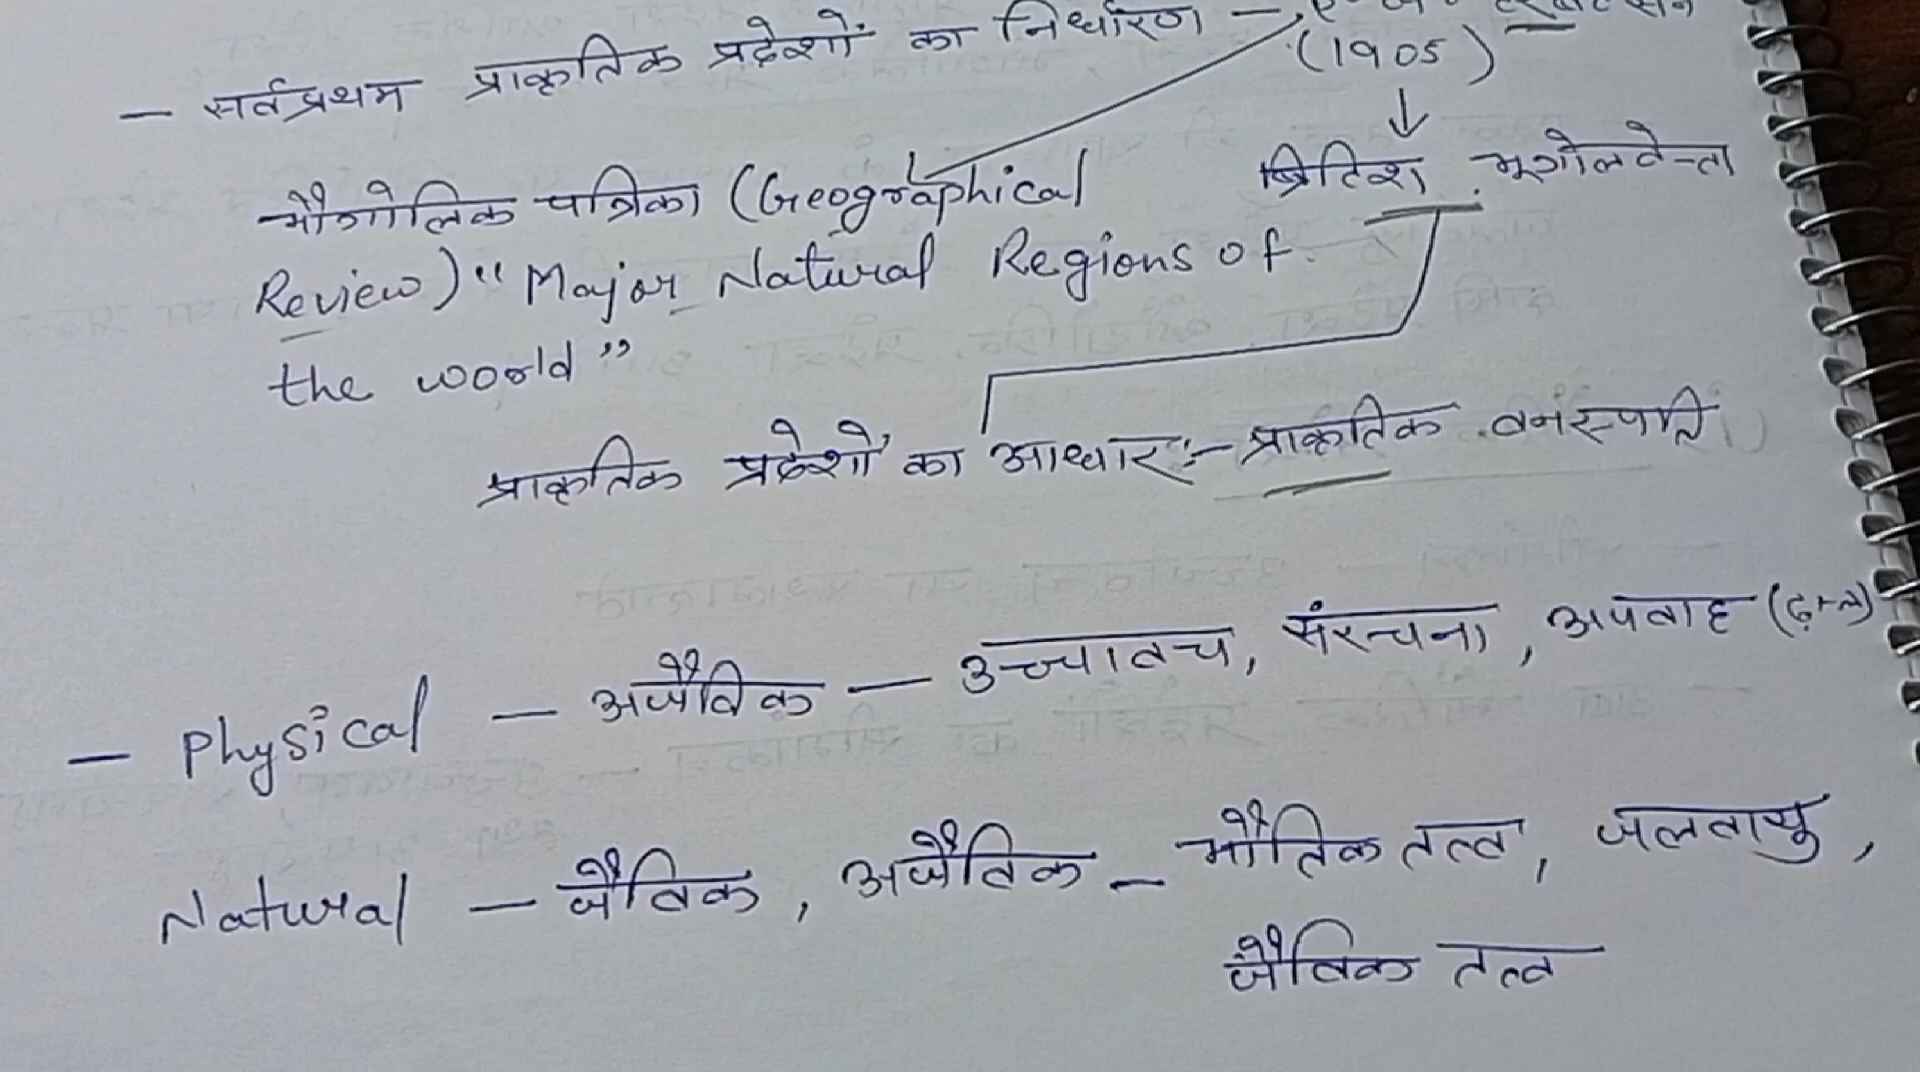 – सर्वप्रथम प्राकृतिक प्रदेशों का निर्धारण –
(1905)
↓
ब्रिटिश भूगोलवेत्ता
भौगोलिक पत्रिका (Geographical
Review) "Major Natural Regions of
the world"
प्राकृतिक प्रदेशों का आधार :- प्राकृतिक वनस्पति
– Physical – अजैविक – उच्चावच, संरचना, अपवाह (ढ़ाल)
Natural – जैविक, अजैविक – भौतिक तत्व, जलवायु,
जैविक तत्व